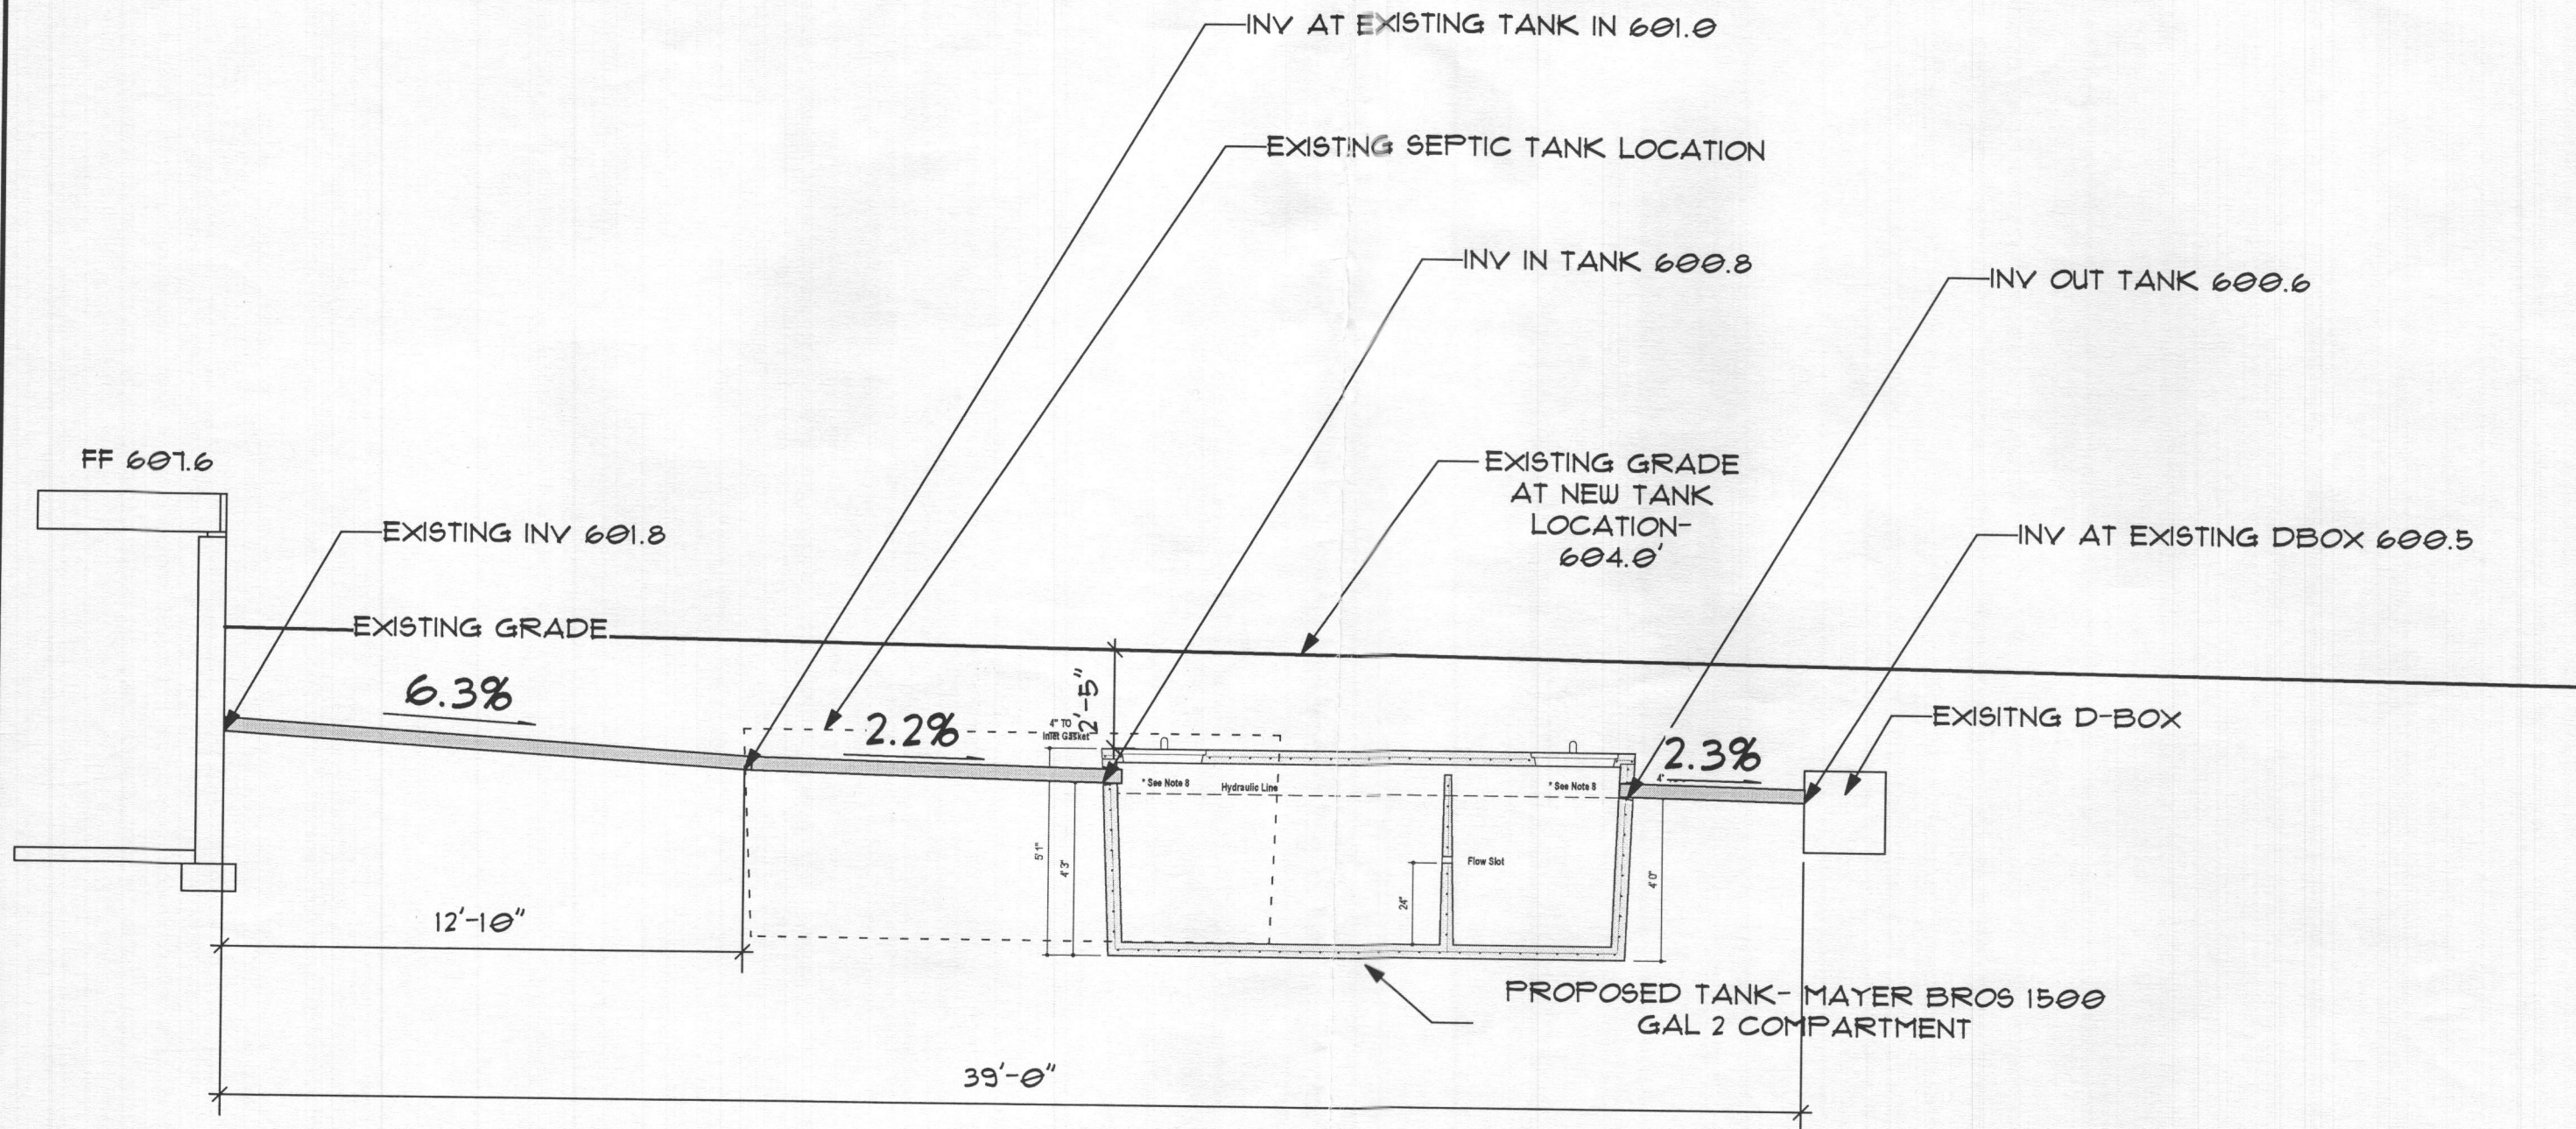 INV AT EXISTING TANK IN 601.0
EXISTING SEPTIC TANK LOCATION
INV IN TANK 600.8
INV OUT TANK 600.6
FF 607.6
EXISTING GRADE
AT NEW TANK
LOCATION-
604.0'
EXISTING INV 601.8
INV AT EXISTING DBOX 600.5
EXISTING GRADE
6.3%
2'-5"
2.2%
4" TO
Inlet Gasket
EXISITNG D-BOX
2.3%
4"
* See Note 8
Hydraulic Line
* See Note 8
5'1"
4'3"
Flow Slot
24"
4'0"
12'-10"
PROPOSED TANK- MAYER BROS 1500
GAL 2 COMPARTMENT
39'-0"